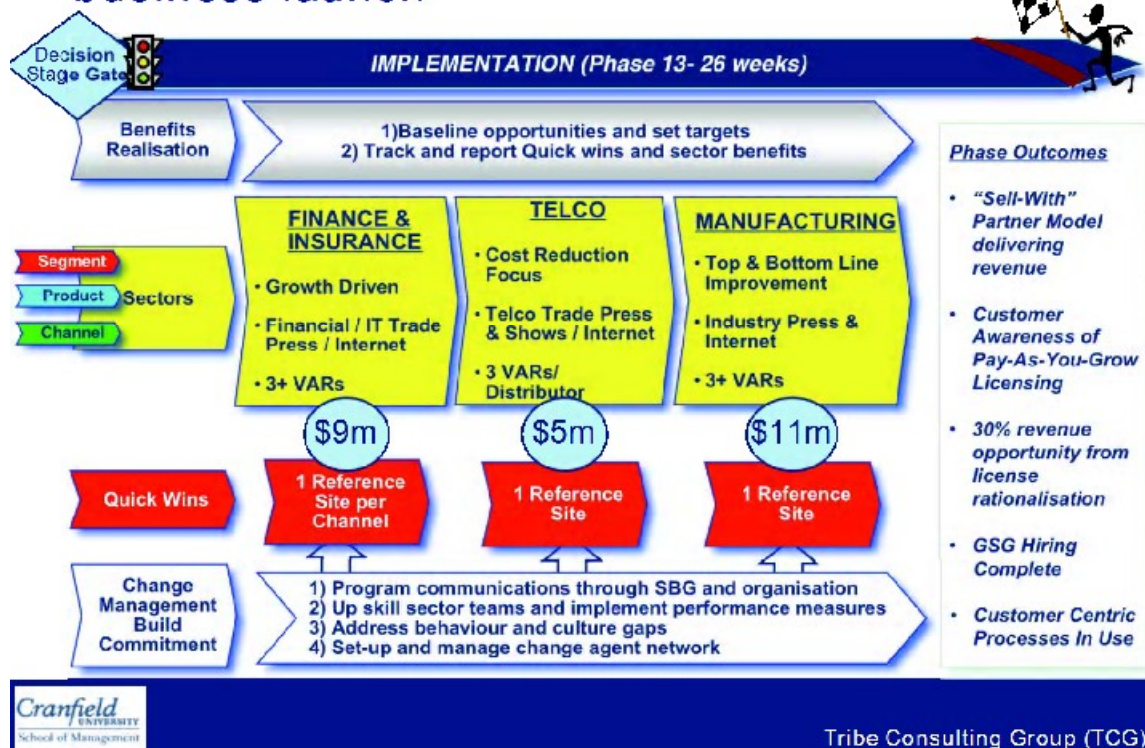 business launch
Decision
Stage Gate
IMPLEMENTATION (Phase 13- 26 weeks)
Benefits
Realisation
1)Baseline opportunities and set targets
2) Track and report Quick wins and sector benefits
Segment
Product
Channel
Sectors
FINANCE &
INSURANCE
• Growth Driven
• Financial / IT Trade
Press / Internet
• 3+ VARs
$9m
TELCO
• Cost Reduction
Focus
• Telco Trade Press
& Shows / Internet
• 3 VARs/
Distributor
$5m
MANUFACTURING
• Top & Bottom Line
Improvement
• Industry Press &
Internet
• 3+ VARs
$11m
Quick Wins
1 Reference
Site per
Channel
1 Reference
Site
1 Reference
Site
Change
Management
Build
Commitment
1) Program communications through SBG and organisation
2) Up skill sector teams and implement performance measures
3) Address behaviour and culture gaps
4) Set-up and manage change agent network
Phase Outcomes
• “Sell-With”
Partner Model
delivering
revenue
• Customer
Awareness of
Pay-As-You-Grow
Licensing
• 30% revenue
opportunity from
license
rationalisation
• GSG Hiring
Complete
• Customer Centric
Processes In Use
Cranfield
UNIVERSITY
School of Management
Tribe Consulting Group (TCG)